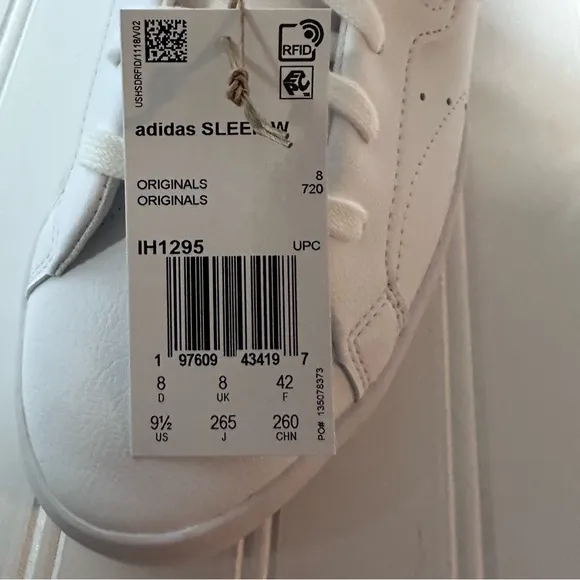 USHSDRFID/1118/V02
RFID
adidas SLEEK W
ORIGINALS 8
ORIGINALS 720
IH1295 UPC
1 97609 43419 7
8 8 42
D UK F
9½ 265 260
US J CHN
PO# 135078373